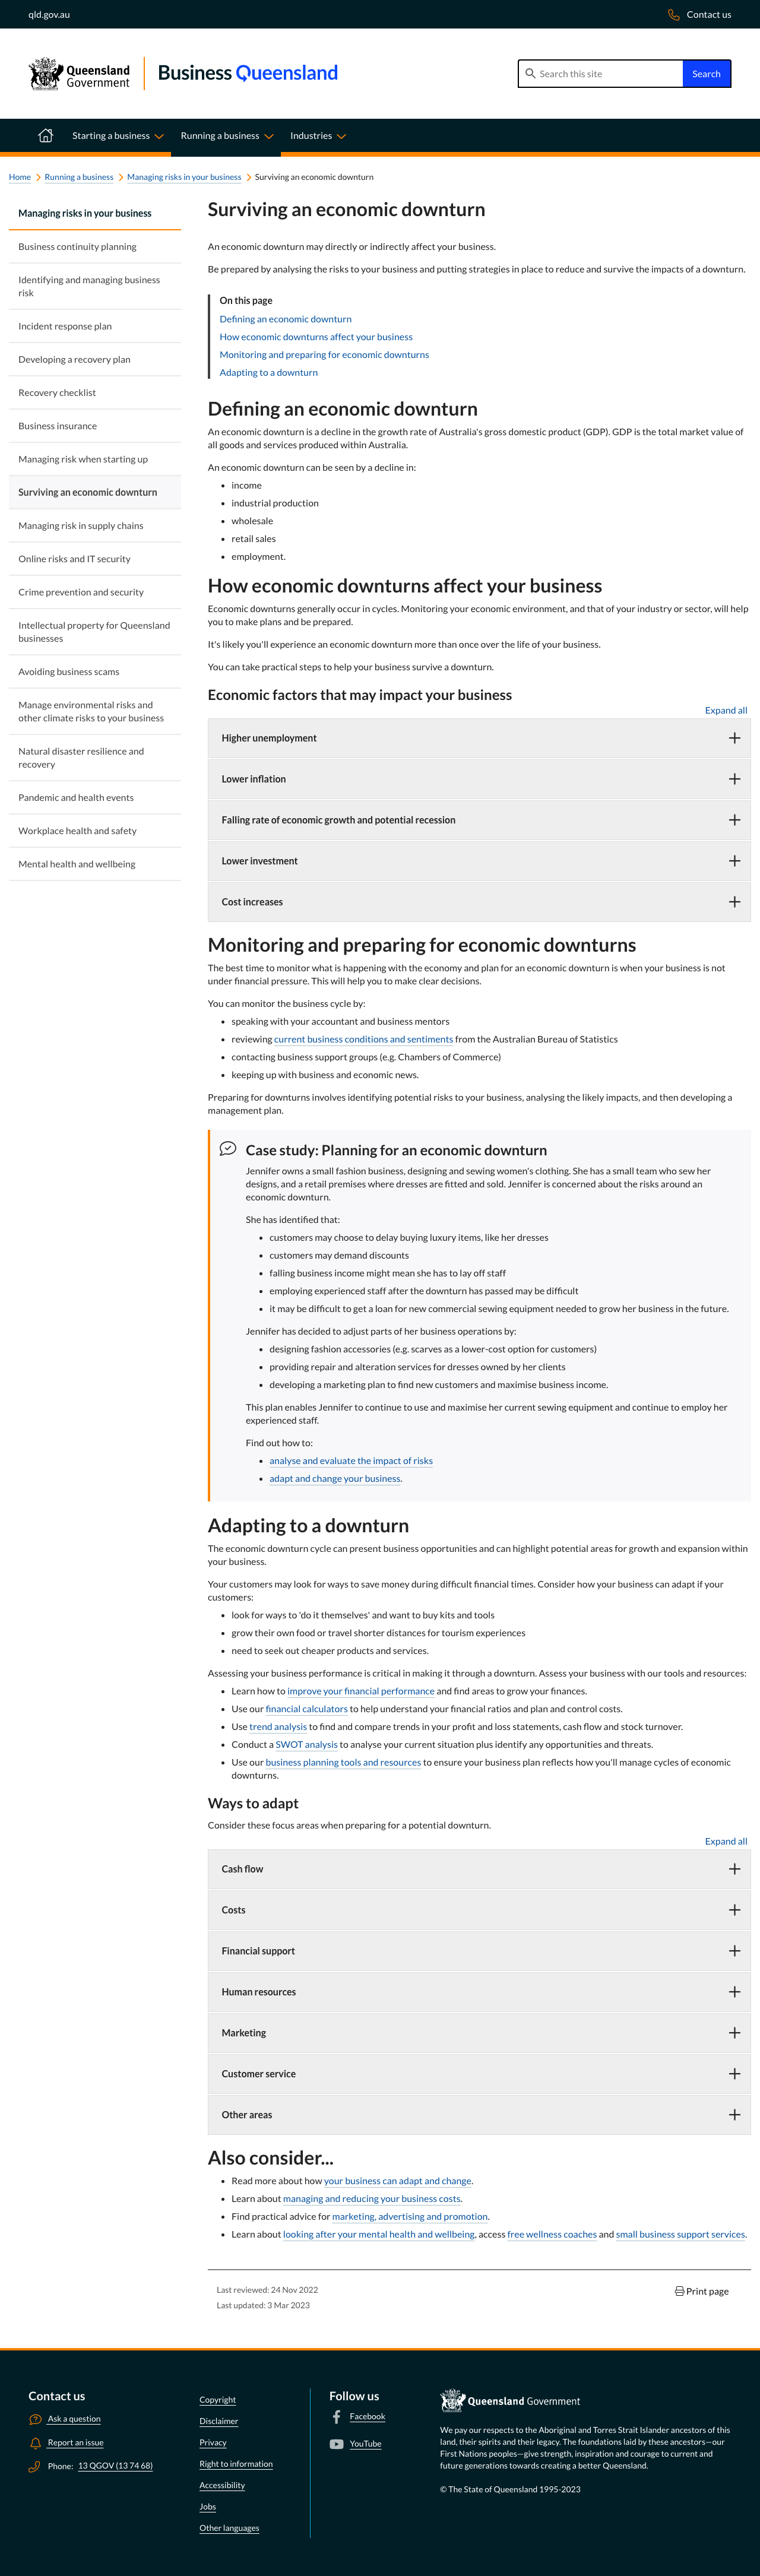 qld.gov.au
Contact us
Queensland
Government
Business Queensland
Search this site
Search
Starting a business
Running a business
Industries
Home
Running a business
Managing risks in your business
Surviving an economic downturn
Managing risks in your business
Business continuity planning
Identifying and managing business
risk
Incident response plan
Developing a recovery plan
Recovery checklist
Business insurance
Managing risk when starting up
Surviving an economic downturn
Managing risk in supply chains
Online risks and IT security
Crime prevention and security
Intellectual property for Queensland
businesses
Avoiding business scams
Manage environmental risks and
other climate risks to your business
Natural disaster resilience and
recovery
Pandemic and health events
Workplace health and safety
Mental health and wellbeing
Surviving an economic downturn
An economic downturn may directly or indirectly affect your business.
Be prepared by analysing the risks to your business and putting strategies in place to reduce and survive the impacts of a downturn.
On this page
Defining an economic downturn
How economic downturns affect your business
Monitoring and preparing for economic downturns
Adapting to a downturn
Defining an economic downturn
An economic downturn is a decline in the growth rate of Australia's gross domestic product (GDP). GDP is the total market value of
all goods and services produced within Australia.
An economic downturn can be seen by a decline in:
• income
• industrial production
• wholesale
• retail sales
• employment.
How economic downturns affect your business
Economic downturns generally occur in cycles. Monitoring your economic environment, and that of your industry or sector, will help
you to make plans and be prepared.
It's likely you'll experience an economic downturn more than once over the life of your business.
You can take practical steps to help your business survive a downturn.
Economic factors that may impact your business
Expand all
Higher unemployment
Lower inflation
Falling rate of economic growth and potential recession
Lower investment
Cost increases
Monitoring and preparing for economic downturns
The best time to monitor what is happening with the economy and plan for an economic downturn is when your business is not
under financial pressure. This will help you to make clear decisions.
You can monitor the business cycle by:
• speaking with your accountant and business mentors
• reviewing current business conditions and sentiments from the Australian Bureau of Statistics
• contacting business support groups (e.g. Chambers of Commerce)
• keeping up with business and economic news.
Preparing for downturns involves identifying potential risks to your business, analysing the likely impacts, and then developing a
management plan.
Case study: Planning for an economic downturn
Jennifer owns a small fashion business, designing and sewing women's clothing. She has a small team who sew her
designs, and a retail premises where dresses are fitted and sold. Jennifer is concerned about the risks around an
economic downturn.
She has identified that:
• customers may choose to delay buying luxury items, like her dresses
• customers may demand discounts
• falling business income might mean she has to lay off staff
• employing experienced staff after the downturn has passed may be difficult
• it may be difficult to get a loan for new commercial sewing equipment needed to grow her business in the future.
Jennifer has decided to adjust parts of her business operations by:
• designing fashion accessories (e.g. scarves as a lower-cost option for customers)
• providing repair and alteration services for dresses owned by her clients
• developing a marketing plan to find new customers and maximise business income.
This plan enables Jennifer to continue to use and maximise her current sewing equipment and continue to employ her
experienced staff.
Find out how to:
• analyse and evaluate the impact of risks
• adapt and change your business.
Adapting to a downturn
The economic downturn cycle can present business opportunities and can highlight potential areas for growth and expansion within
your business.
Your customers may look for ways to save money during difficult financial times. Consider how your business can adapt if your
customers:
• look for ways to 'do it themselves' and want to buy kits and tools
• grow their own food or travel shorter distances for tourism experiences
• need to seek out cheaper products and services.
Assessing your business performance is critical in making it through a downturn. Assess your business with our tools and resources:
• Learn how to improve your financial performance and find areas to grow your finances.
• Use our financial calculators to help understand your financial ratios and plan and control costs.
• Use trend analysis to find and compare trends in your profit and loss statements, cash flow and stock turnover.
• Conduct a SWOT analysis to analyse your current situation plus identify any opportunities and threats.
• Use our business planning tools and resources to ensure your business plan reflects how you'll manage cycles of economic
downturns.
Ways to adapt
Consider these focus areas when preparing for a potential downturn.
Expand all
Cash flow
Costs
Financial support
Human resources
Marketing
Customer service
Other areas
Also consider...
• Read more about how your business can adapt and change.
• Learn about managing and reducing your business costs.
• Find practical advice for marketing, advertising and promotion.
• Learn about looking after your mental health and wellbeing, access free wellness coaches and small business support services.
Last reviewed: 24 Nov 2022
Last updated: 3 Mar 2023
Print page
Contact us
Ask a question
Report an issue
Phone: 13 QGOV (13 74 68)
Copyright
Disclaimer
Privacy
Right to information
Accessibility
Jobs
Other languages
Follow us
Facebook
YouTube
Queensland Government
We pay our respects to the Aboriginal and Torres Strait Islander ancestors of this
land, their spirits and their legacy. The foundations laid by these ancestors—our
First Nations peoples—give strength, inspiration and courage to current and
future generations towards creating a better Queensland.
© The State of Queensland 1995-2023